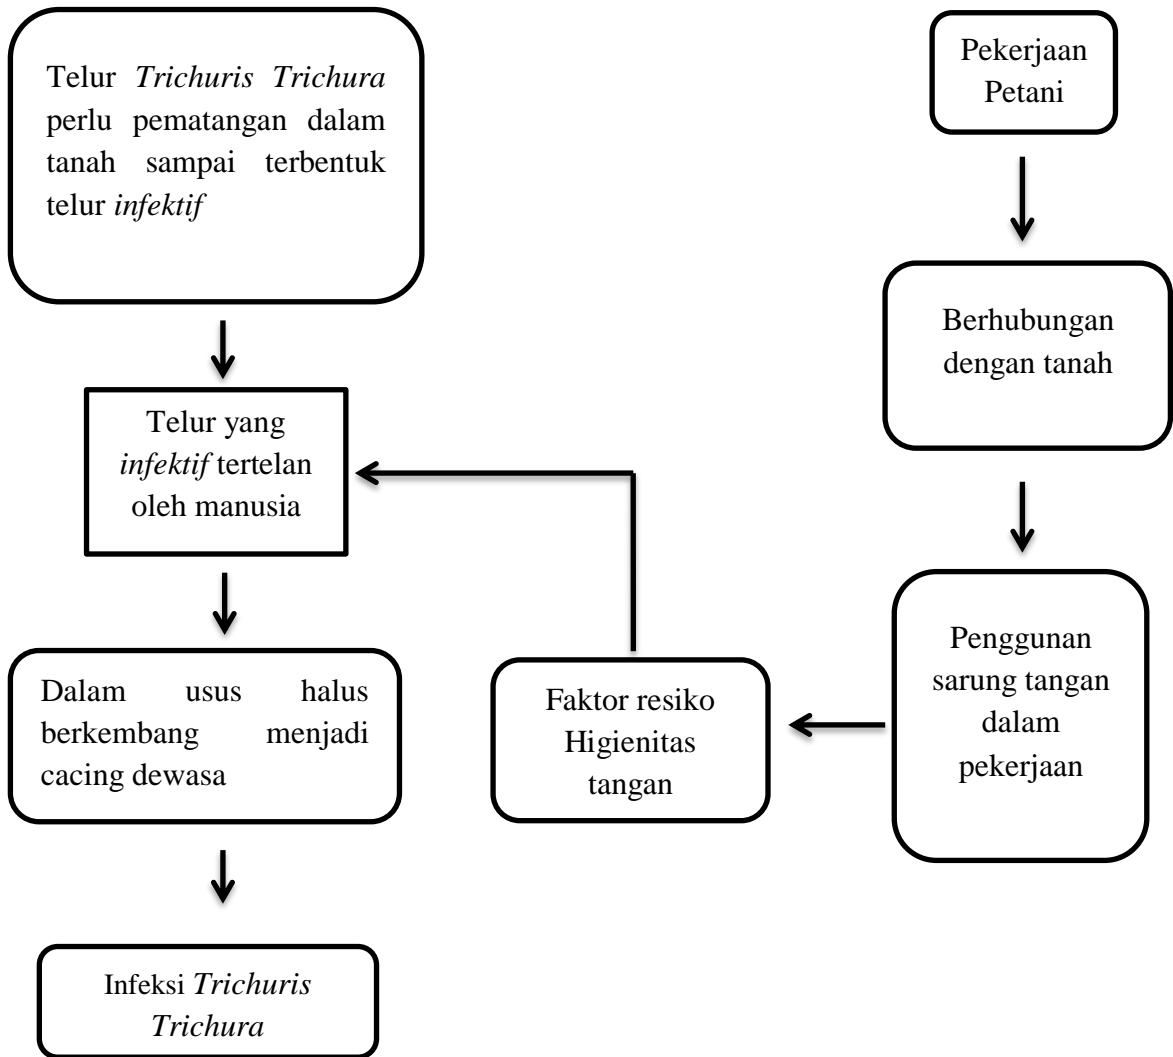 Telur Trichuris Trichura
perlu pematangan dalam
tanah sampai terbentuk
telur infektif
Telur yang
infektif tertelan
oleh manusia
Dalam usus halus
berkembang menjadi
cacing dewasa
Infeksi Trichuris
Trichura
Pekerjaan
Petani
Berhubungan
dengan tanah
Penggunan
sarung tangan
dalam
pekerjaan
Faktor resiko
Higienitas
tangan